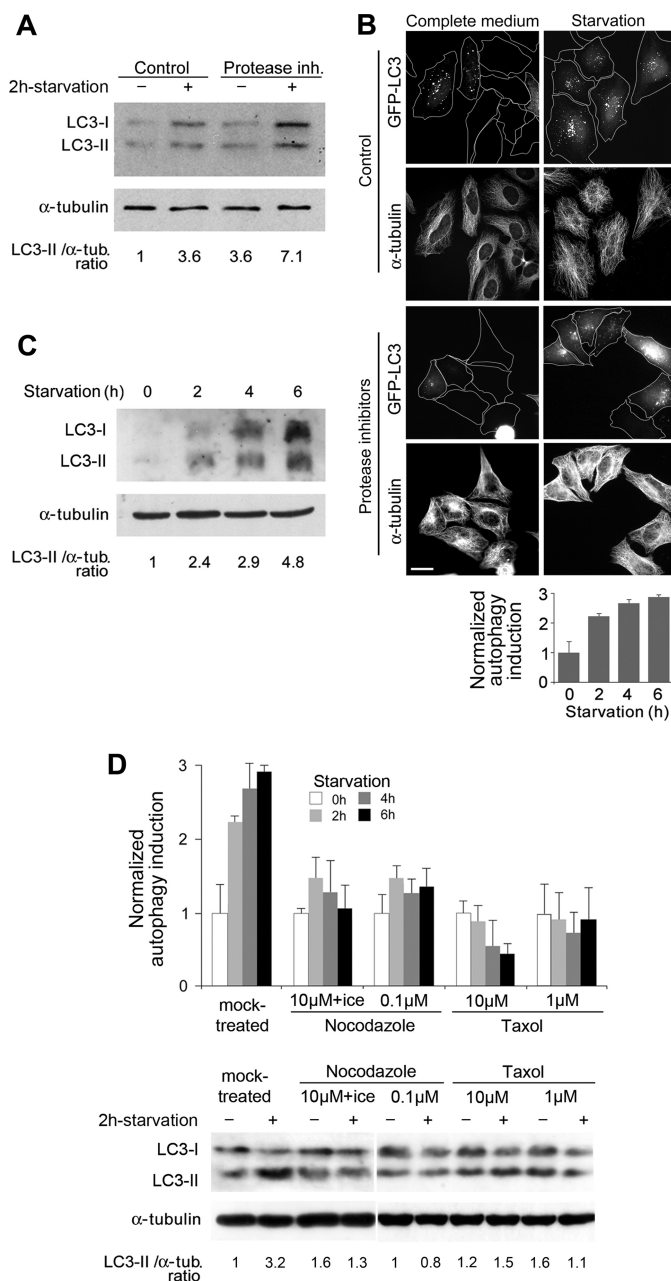 A
Control Protease inh.
2h-starvation – + – +
LC3-I
LC3-II
α-tubulin
LC3-II /α-tub.
ratio
1 3.6 3.6 7.1
B
Complete medium Starvation
Control
GFP-LC3
α-tubulin
Protease inhibitors
GFP-LC3
α-tubulin
Normalized
autophagy
induction
3
2
1
0
0 2 4 6
Starvation (h)
C
Starvation (h) 0 2 4 6
LC3-I
LC3-II
α-tubulin
LC3-II /α-tub.
ratio
1 2.4 2.9 4.8
D
Normalized
autophagy induction
3
2
1
0
Starvation
0h 4h
2h 6h
mock-
treated
10µM+ice 0.1µM 10µM 1µM
Nocodazole Taxol
mock-
treated
Nocodazole Taxol
10µM+ice 0.1µM 10µM 1µM
2h-starvation – + – + – + – + – +
LC3-I
LC3-II
α-tubulin
LC3-II /α-tub.
ratio
1 3.2 1.6 1.3 1 0.8 1.2 1.5 1.6 1.1